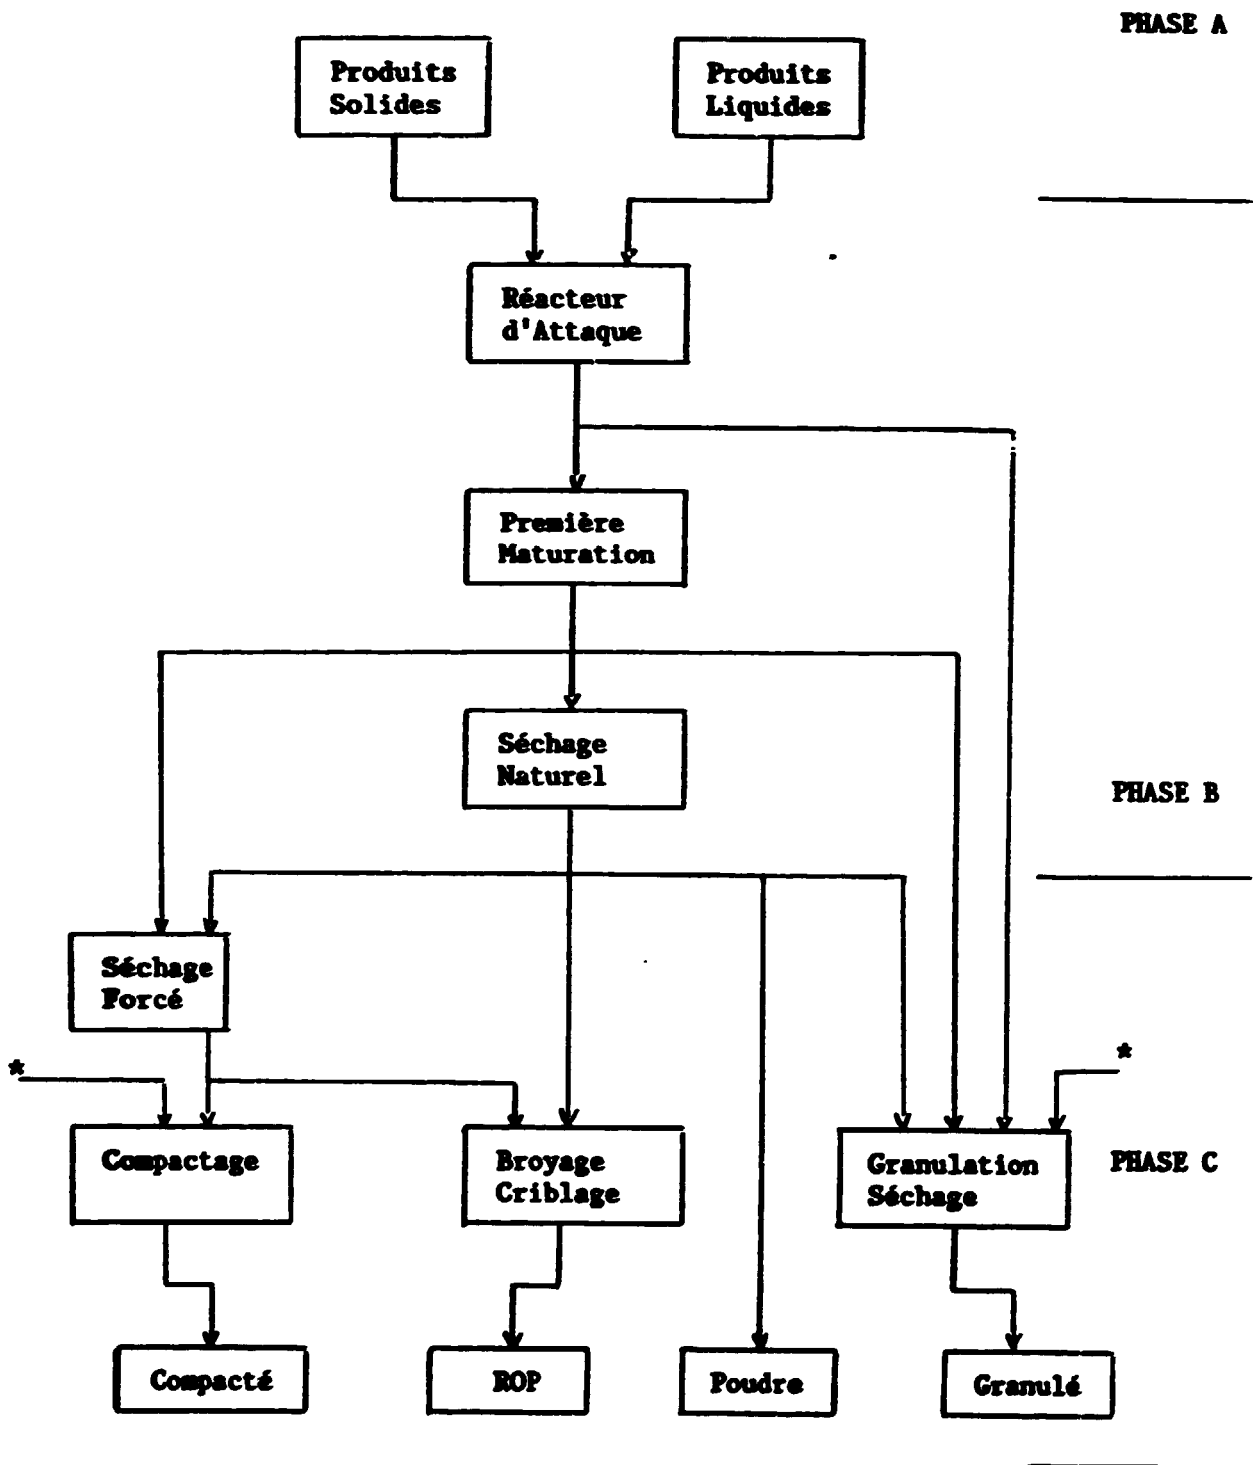 PHASE A
Produits
Solides
Produits
Liquides
Réacteur
d'Attaque
Première
Maturation
Séchage
Naturel
PHASE B
Séchage
Forcé
*
*
Compactage
Broyage
Criblage
Granulation
Séchage
PHASE C
Compacté
ROP
Poudre
Granulé